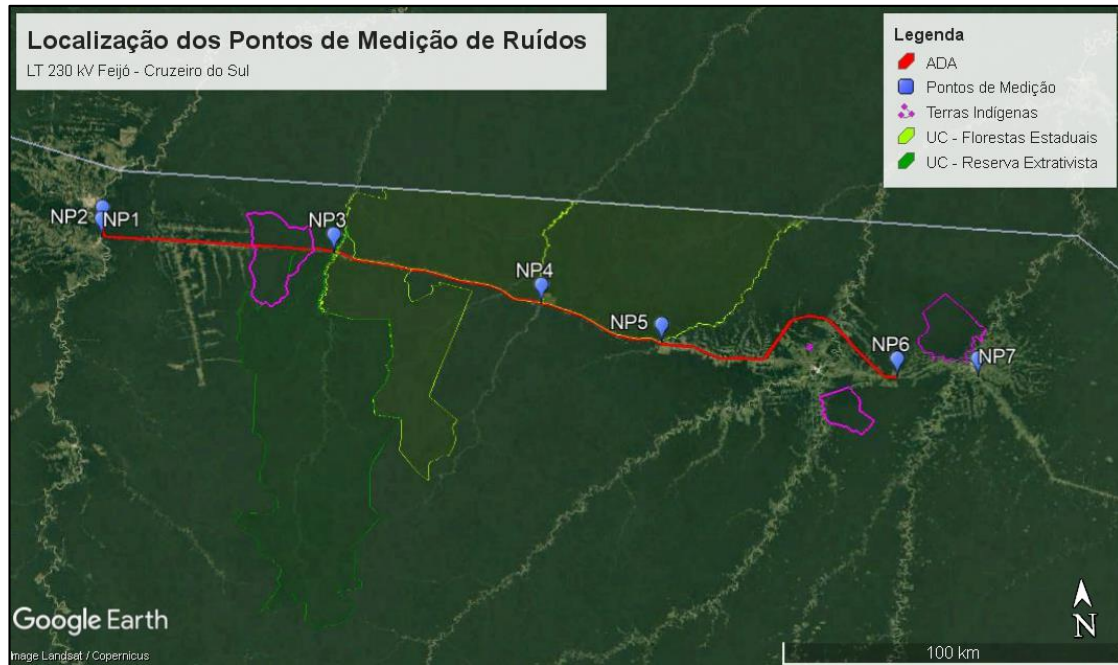 Localização dos Pontos de Medição de Ruídos
LT 230 kV Feijó - Cruzeiro do Sul
Legenda
ADA
Pontos de Medição
Terras Indígenas
UC - Florestas Estaduais
UC - Reserva Extrativista
NP2
NP1
NP3
NP4
NP5
NP6
NP7
Google Earth
Image Landsat / Copernicus
100 km
N